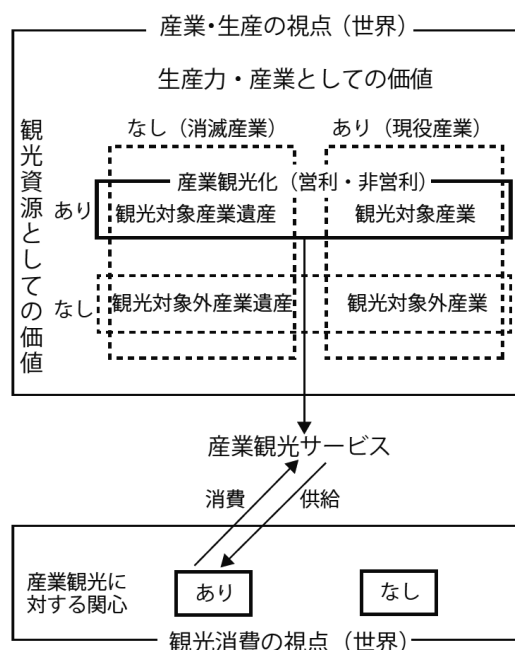 産業・生産の視点（世界）
生産力・産業としての価値
なし（消滅産業） あり（現役産業）
観光資源としての価値
産業観光化（営利・非営利）
あり 観光対象産業遺産 観光対象産業
なし 観光対象外産業遺産 観光対象外産業
産業観光サービス
消費 供給
産業観光に
対する関心
あり なし
観光消費の視点（世界）